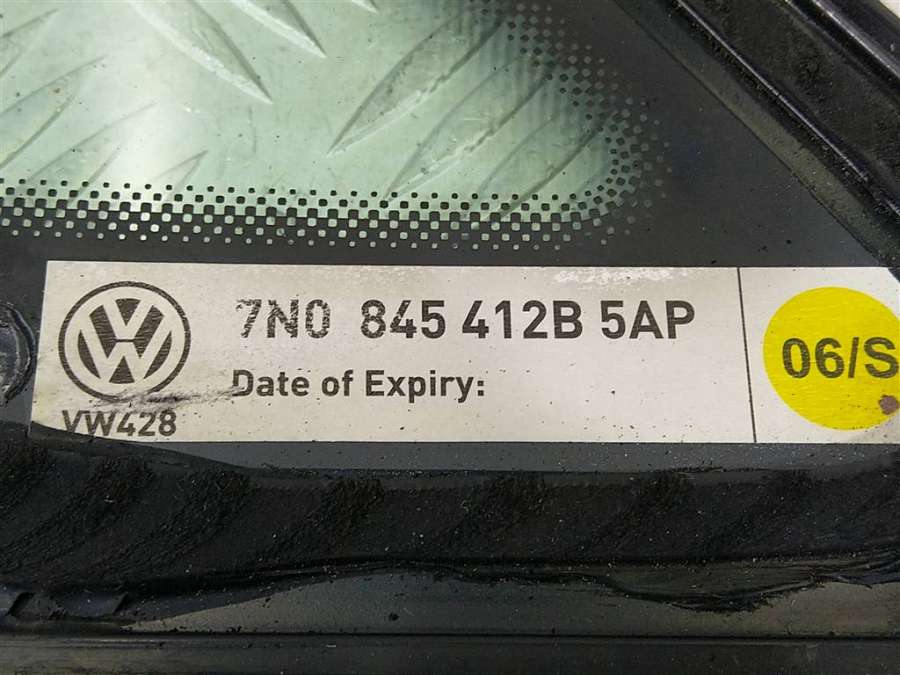 7N0 845 412B 5AP
Date of Expiry:
VW428
06/S